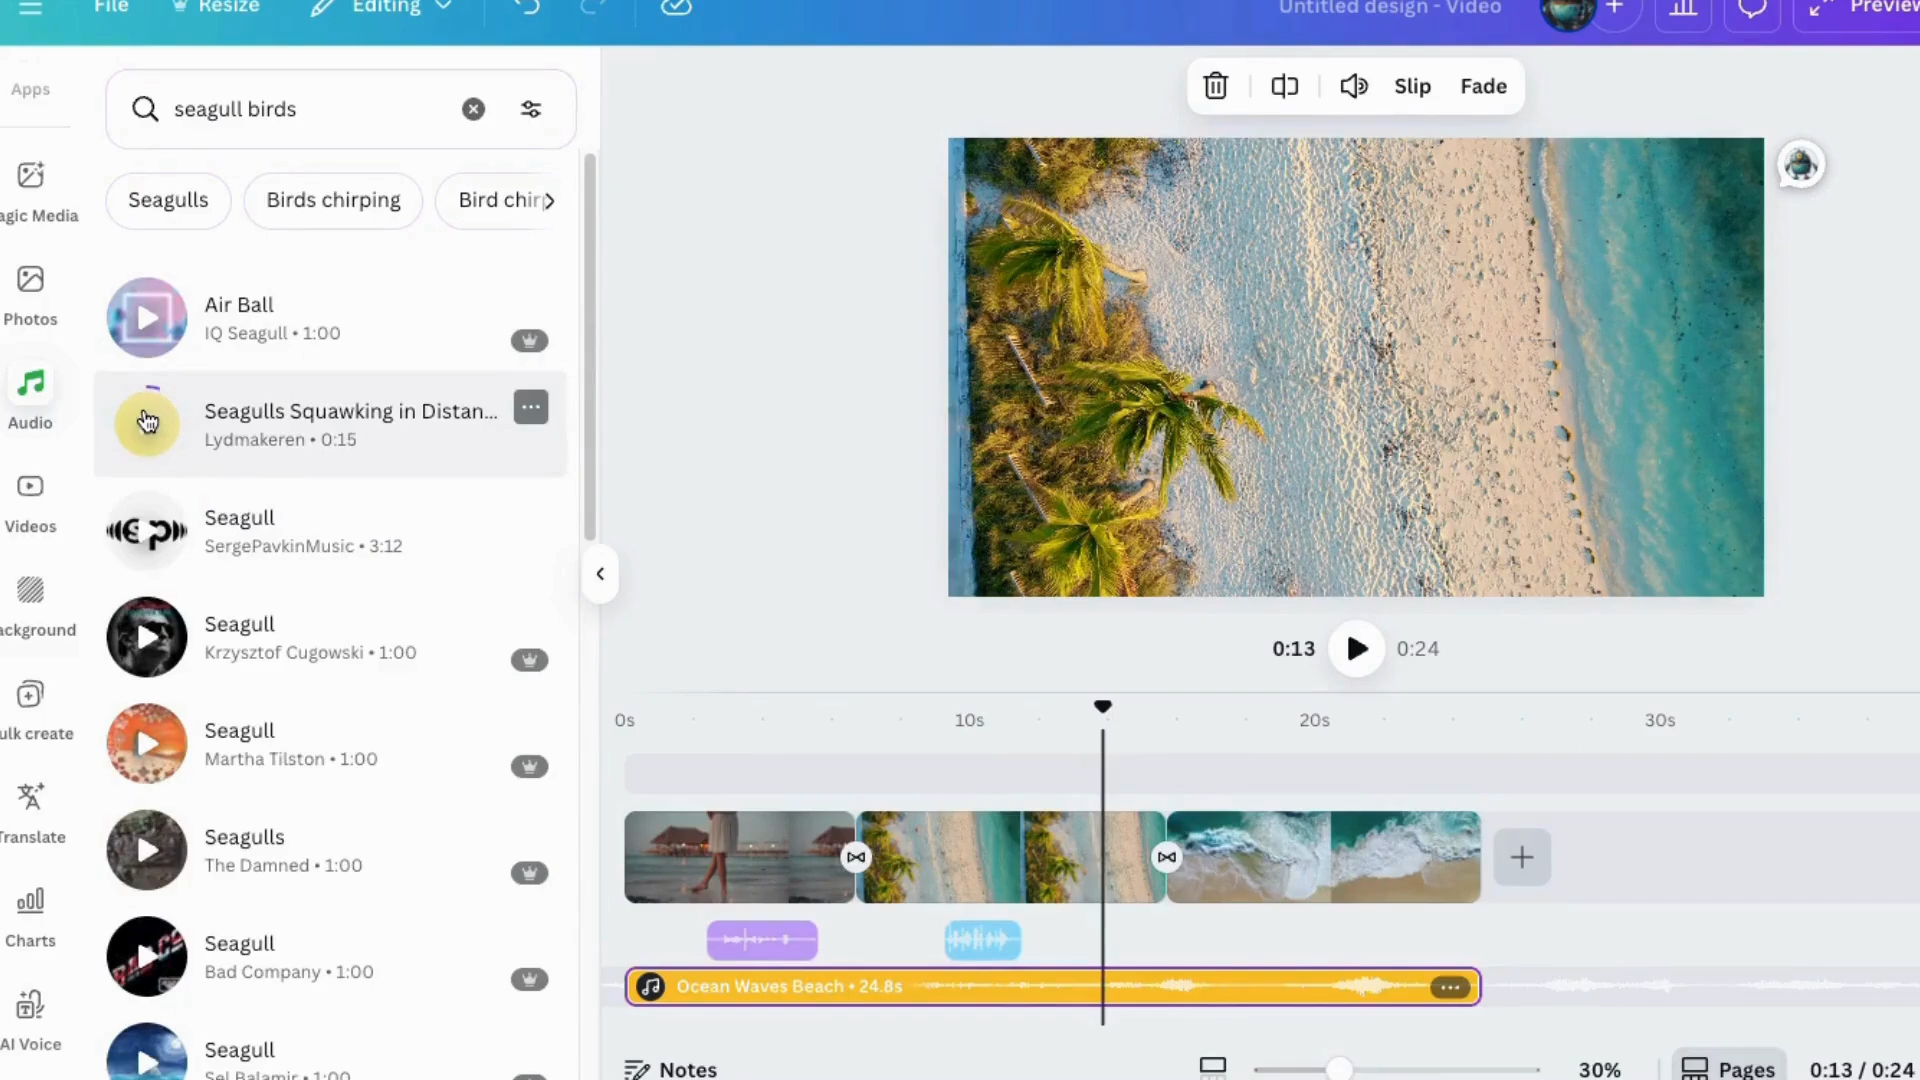 File
Resize
Editing
Untitled design - Video
Preview
Apps
seagull birds
Slip
Fade
Seagulls
Birds chirping
Bird chirp
agic Media
Photos
Audio
Videos
ackground
ulk create
Translate
Charts
AI Voice
Air Ball
IQ Seagull • 1:00
Seagulls Squawking in Distan...
Lydmakeren • 0:15
Seagull
SergePavkinMusic • 3:12
Seagull
Krzysztof Cugowski • 1:00
Seagull
Martha Tilston • 1:00
Seagulls
The Damned • 1:00
Seagull
Bad Company • 1:00
Seagull
Sel Balamir • 1:00
0:13
0:24
0s
10s
20s
30s
Ocean Waves Beach • 24.8s
Notes
30%
Pages
0:13 / 0:24